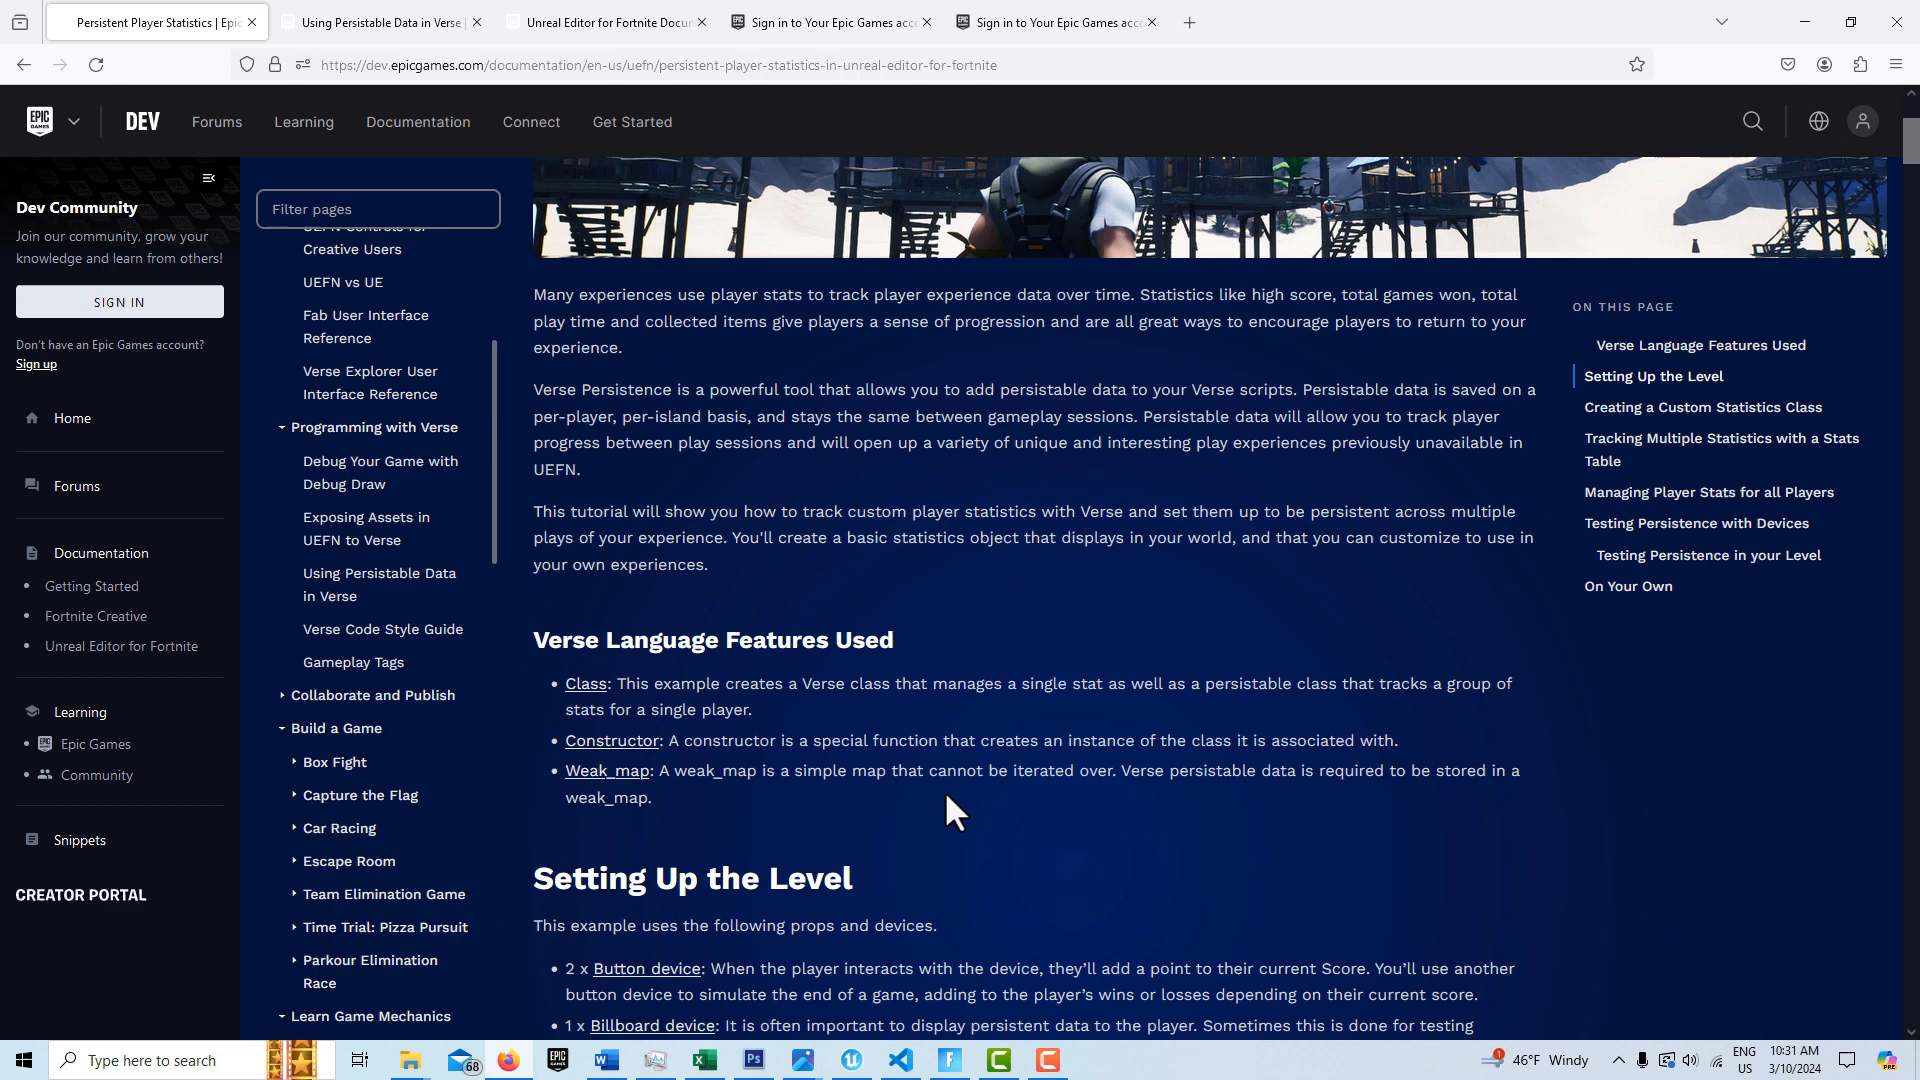 Persistent Player Statistics | Epic
Using Persistable Data in Verse |
Unreal Editor for Fortnite Docum
Sign in to Your Epic Games acco
Sign in to Your Epic Games acco
https://dev.epicgames.com/documentation/en-us/uefn/persistent-player-statistics-in-unreal-editor-for-fortnite
EPIC GAMES
DEV
Forums
Learning
Documentation
Connect
Get Started
Dev Community
Join our community, grow your
knowledge and learn from others!
SIGN IN
Don't have an Epic Games account?
Sign up
Home
Forums
Documentation
Getting Started
Fortnite Creative
Unreal Editor for Fortnite
Learning
Epic Games
Community
Snippets
CREATOR PORTAL
Filter pages
UEFN Controls for
Creative Users
UEFN vs UE
Fab User Interface
Reference
Verse Explorer User
Interface Reference
Programming with Verse
Debug Your Game with
Debug Draw
Exposing Assets in
UEFN to Verse
Using Persistable Data
in Verse
Verse Code Style Guide
Gameplay Tags
Collaborate and Publish
Build a Game
Box Fight
Capture the Flag
Car Racing
Escape Room
Team Elimination Game
Time Trial: Pizza Pursuit
Parkour Elimination
Race
Learn Game Mechanics
Many experiences use player stats to track player experience data over time. Statistics like high score, total games won, total
play time and collected items give players a sense of progression and are all great ways to encourage players to return to your
experience.
Verse Persistence is a powerful tool that allows you to add persistable data to your Verse scripts. Persistable data is saved on a
per-player, per-island basis, and stays the same between gameplay sessions. Persistable data will allow you to track player
progress between play sessions and will open up a variety of unique and interesting play experiences previously unavailable in
UEFN.
This tutorial will show you how to track custom player statistics with Verse and set them up to be persistent across multiple
plays of your experience. You'll create a basic statistics object that displays in your world, and that you can customize to use in
your own experiences.
Verse Language Features Used
• Class: This example creates a Verse class that manages a single stat as well as a persistable class that tracks a group of
stats for a single player.
• Constructor: A constructor is a special function that creates an instance of the class it is associated with.
• Weak_map: A weak_map is a simple map that cannot be iterated over. Verse persistable data is required to be stored in a
weak_map.
Setting Up the Level
This example uses the following props and devices.
• 2 x Button device: When the player interacts with the device, they'll add a point to their current Score. You'll use another
button device to simulate the end of a game, adding to the player's wins or losses depending on their current score.
• 1 x Billboard device: It is often important to display persistent data to the player. Sometimes this is done for testing
ON THIS PAGE
Verse Language Features Used
Setting Up the Level
Creating a Custom Statistics Class
Tracking Multiple Statistics with a Stats
Table
Managing Player Stats for all Players
Testing Persistence with Devices
Testing Persistence in your Level
On Your Own
Type here to search
68
EPIC GAMES
W
X
Ps
F
C
C
1
46°F Windy
ENG
US
10:31 AM
3/10/2024
PRE